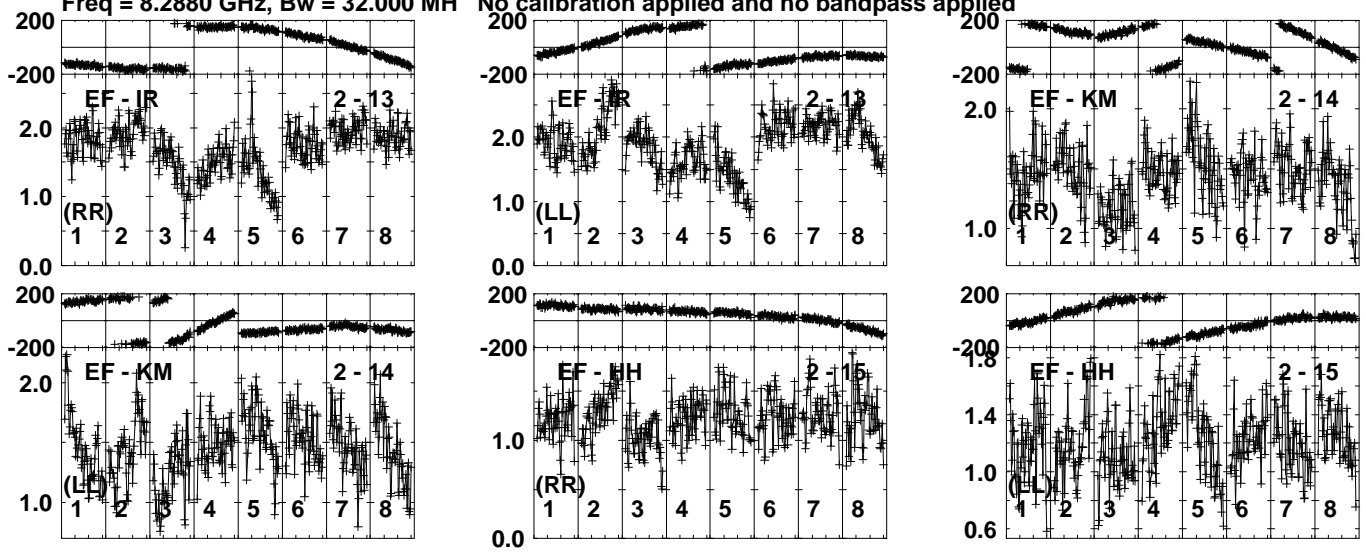 Freq = 8.2880 GHz, Bw = 32.000 MH No calibration applied and no bandpass applied
200
-200
EF - IR 2 - 13
2.0
1.0
(RR)
1 2 3 4 5 6 7 8
0.0
200
-200
EF - IR 2 - 13
2.0
1.0
(LL)
1 2 3 4 5 6 7 8
0.0
200
-200
EF - KM 2 - 14
2.0
1.0
(RR)
1 2 3 4 5 6 7 8
200
-200
EF - KM 2 - 14
2.0
(LL)
1.0
1 2 3 4 5 6 7 8
200
-200
EF - HH 2 - 15
1.0
(RR)
1 2 3 4 5 6 7 8
0.0
200
-200
1.8
EF - HH 2 - 15
1.4
1.0
(LL)
1 2 3 4 5 6 7 8
0.6